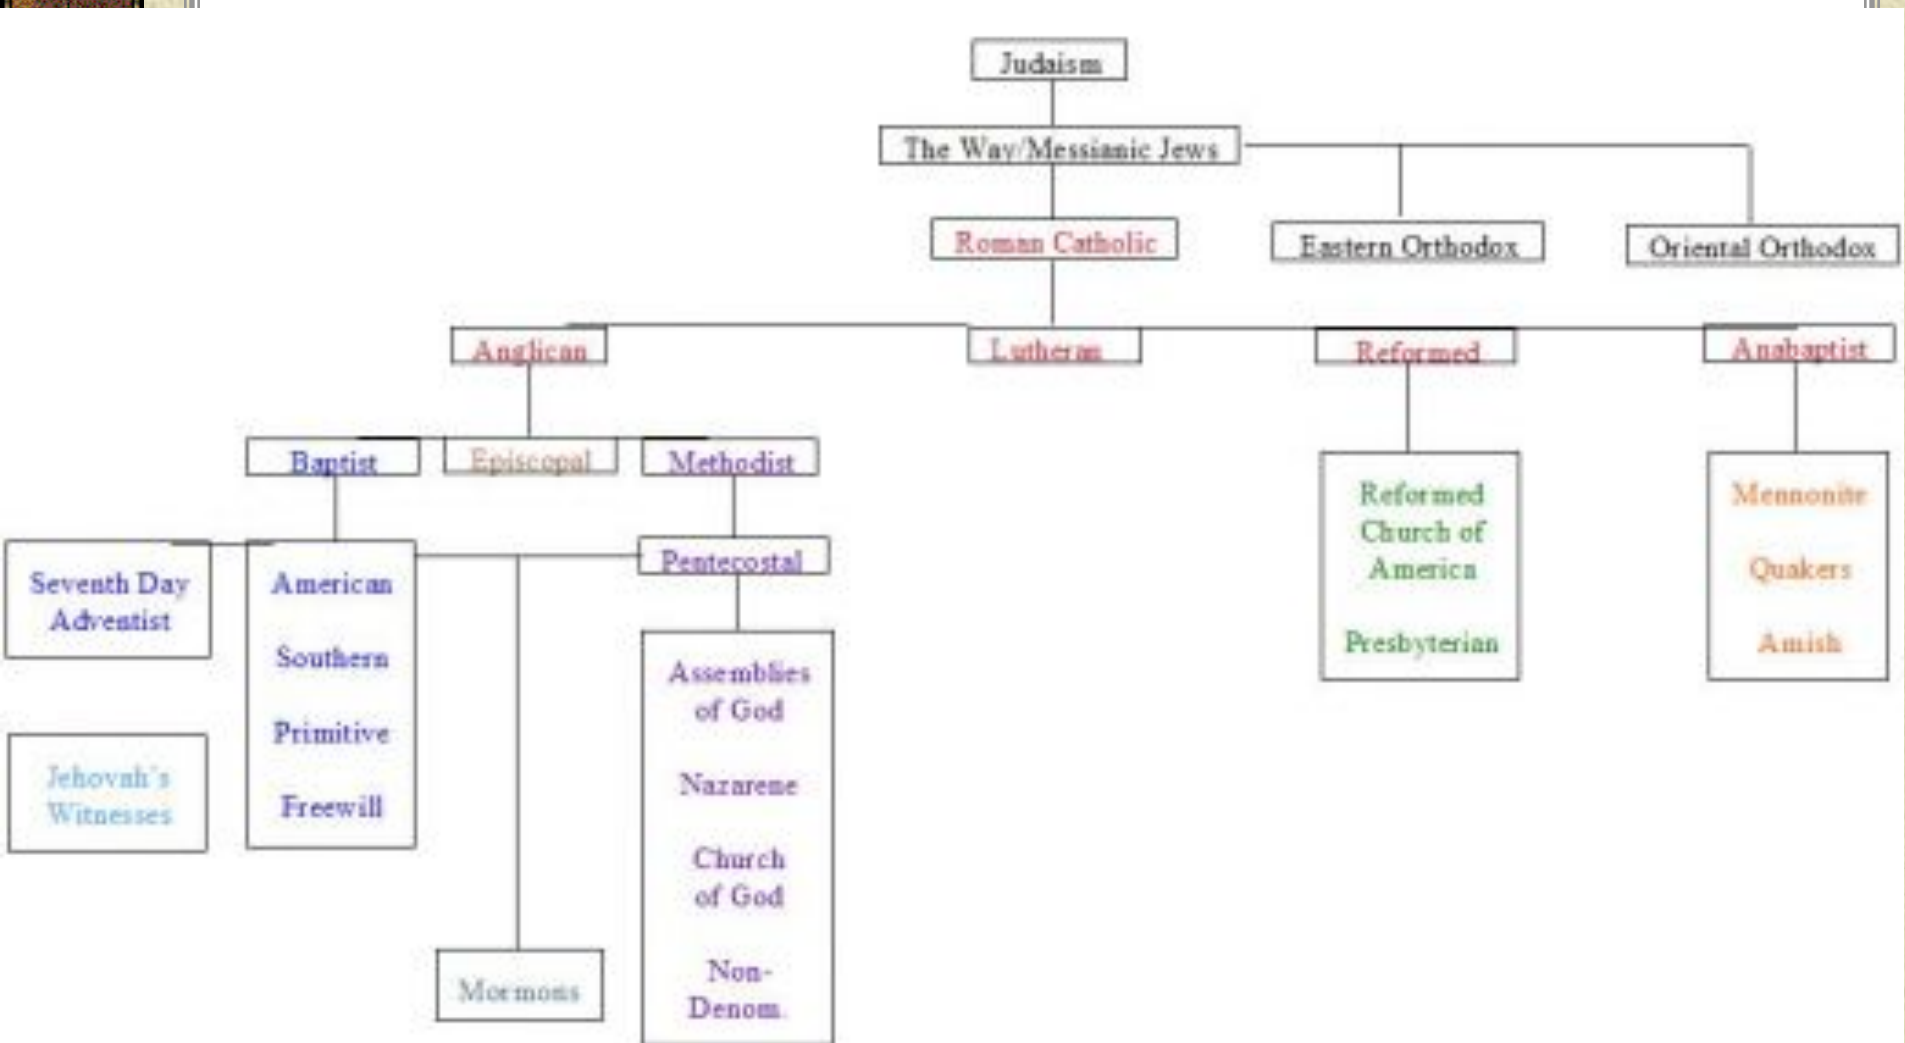 Judaism
The Way/Messianic Jews
Roman Catholic
Eastern Orthodox
Oriental Orthodox
Anglican
Lutheran
Reformed
Anabaptist
Baptist
Episcopal
Methodist
Seventh Day
Adventist
American
Southern
Primitive
Freewill
Pentecostal
Reformed
Church of
America
Presbyterian
Mennonite
Quakers
Amish
Jehovah's
Witnesses
Assemblies
of God
Nazarene
Church
of God
Non-
Denom.
Mormons